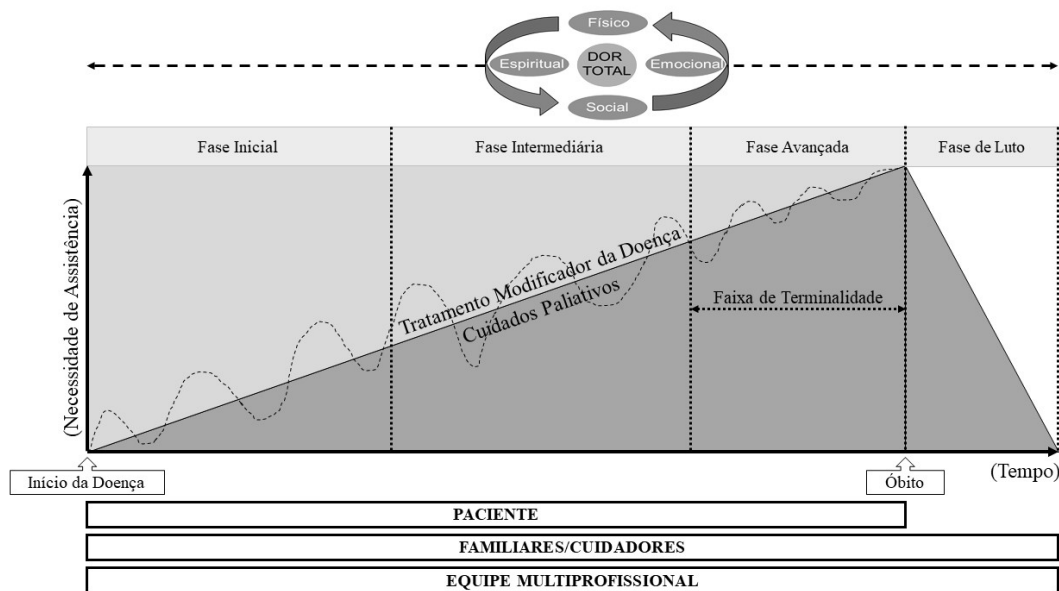 Físico
Espiritual
DOR
TOTAL
Emocional
Social
Fase Inicial
Fase Intermediária
Fase Avançada
Fase de Luto
(Necessidade de Assistência)
Tratamento Modificador da Doença
Cuidados Paliativos
Faixa de Terminalidade
Início da Doença
Óbito
(Tempo)
PACIENTE
FAMILIARES/CUIDADORES
EQUIPE MULTIPROFISSIONAL